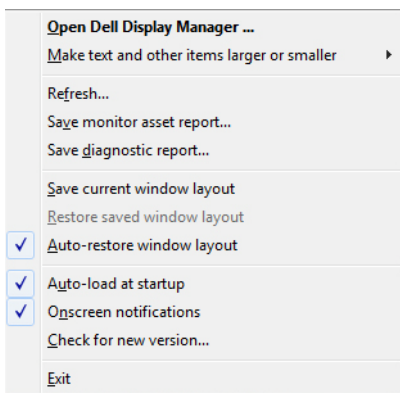 Open Dell Display Manager ...
Make text and other items larger or smaller
Refresh...
Save monitor asset report...
Save diagnostic report...
Save current window layout
Restore saved window layout
Auto-restore window layout
Auto-load at startup
Onscreen notifications
Check for new version...
Exit